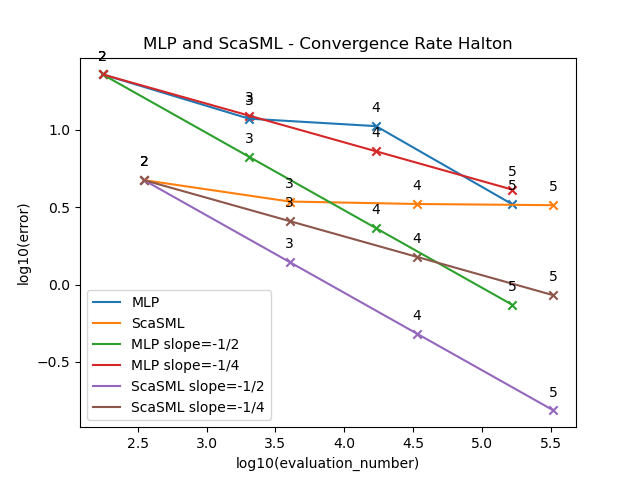 MLP and ScaSML - Convergence Rate Halton
log10(error)
1.0
0.5
0.0
−0.5
2
3
3
4
4
5
5
3
4
5
2
3
4
5
3
4
5
3
4
5
MLP
ScaSML
MLP slope=-1/2
MLP slope=-1/4
ScaSML slope=-1/2
ScaSML slope=-1/4
2.5 3.0 3.5 4.0 4.5 5.0 5.5
log10(evaluation_number)